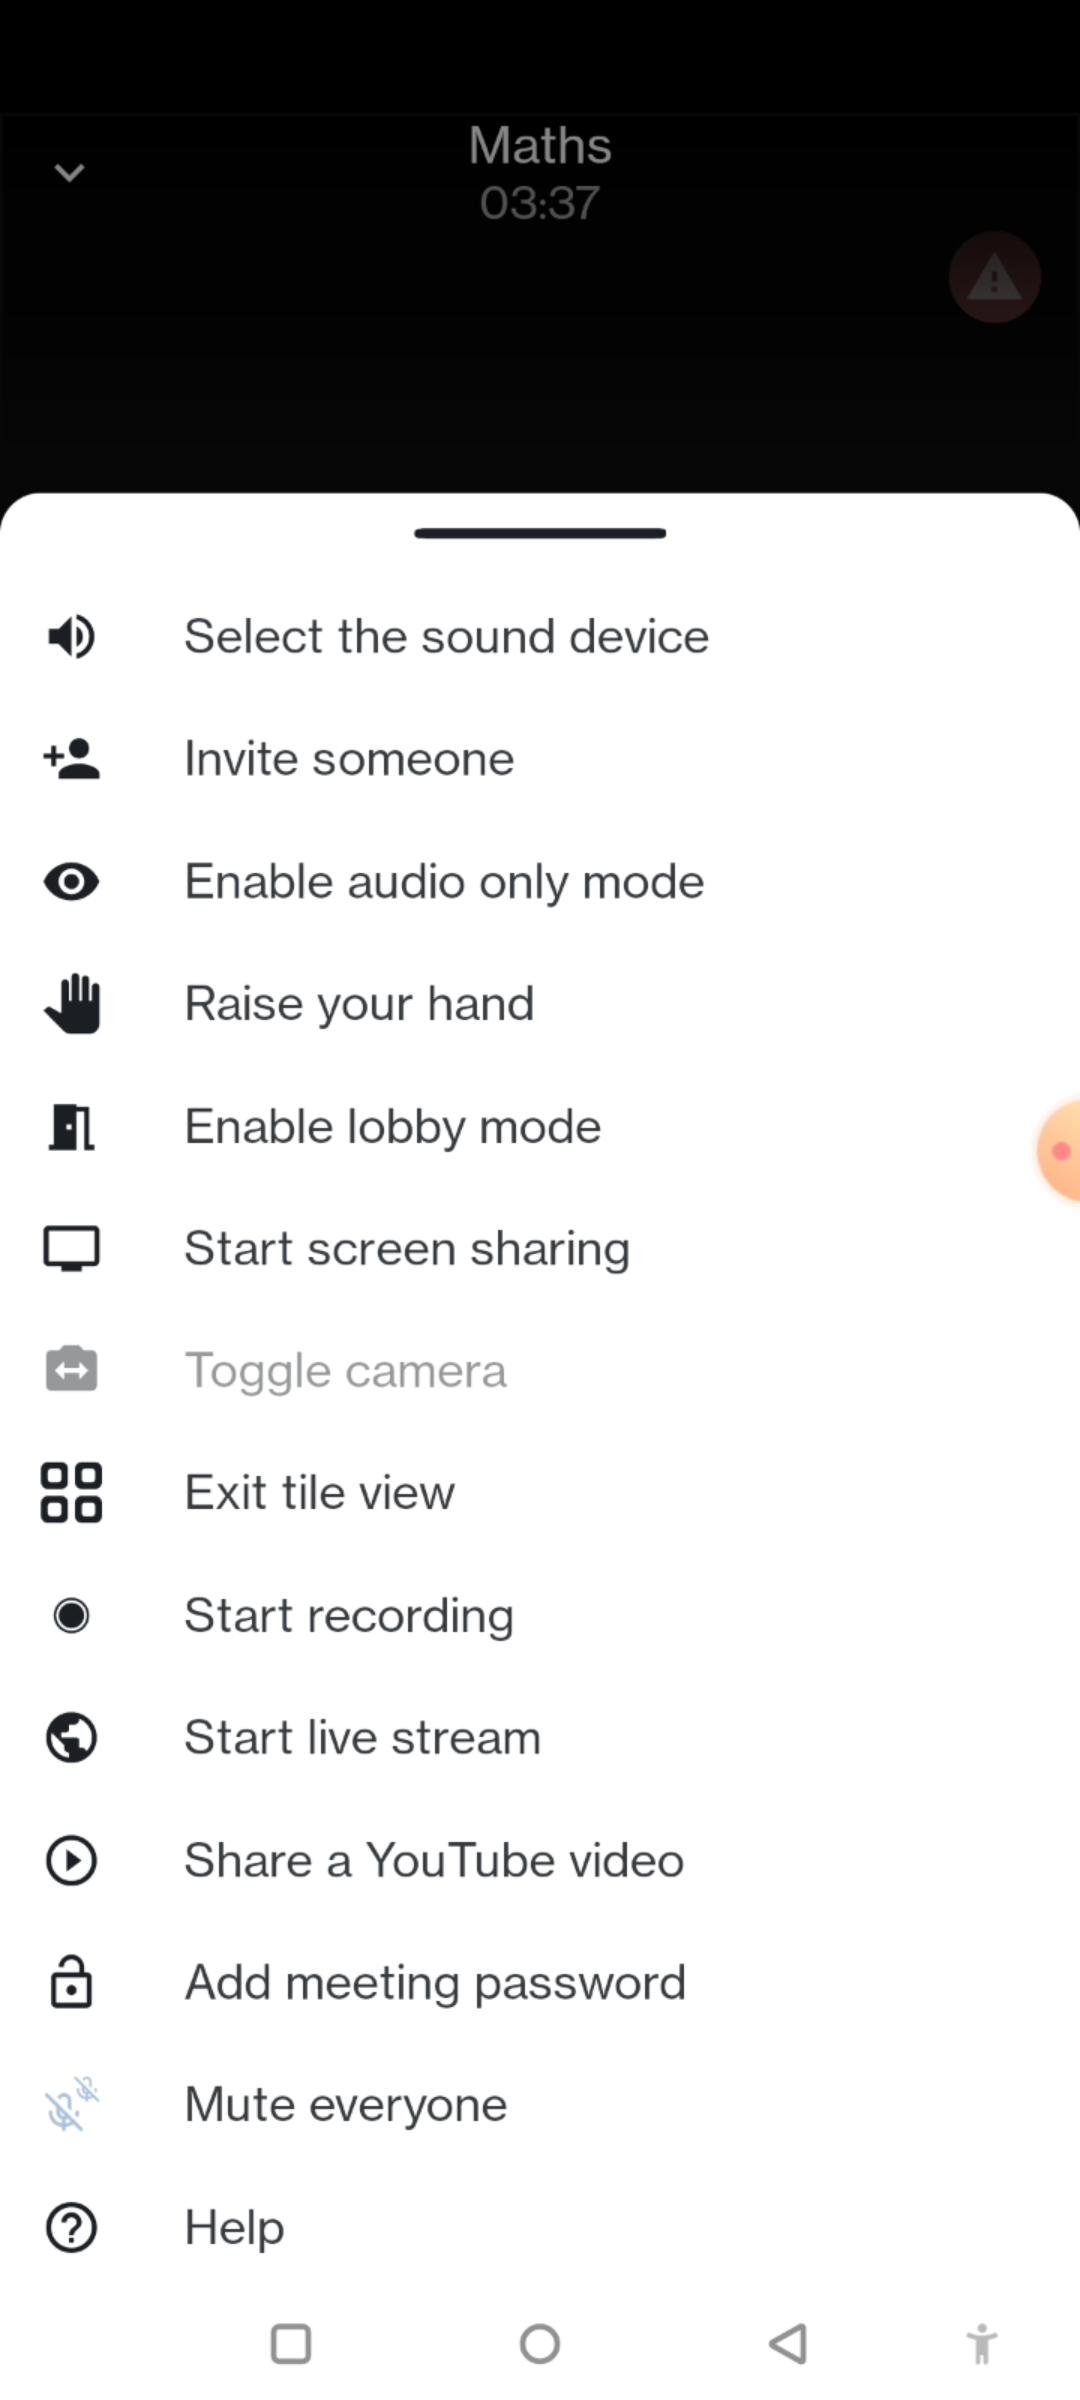 Maths
03:37
Select the sound device
Invite someone
Enable audio only mode
Raise your hand
Enable lobby mode
Start screen sharing
Toggle camera
Exit tile view
Start recording
Start live stream
Share a YouTube video
Add meeting password
Mute everyone
Help